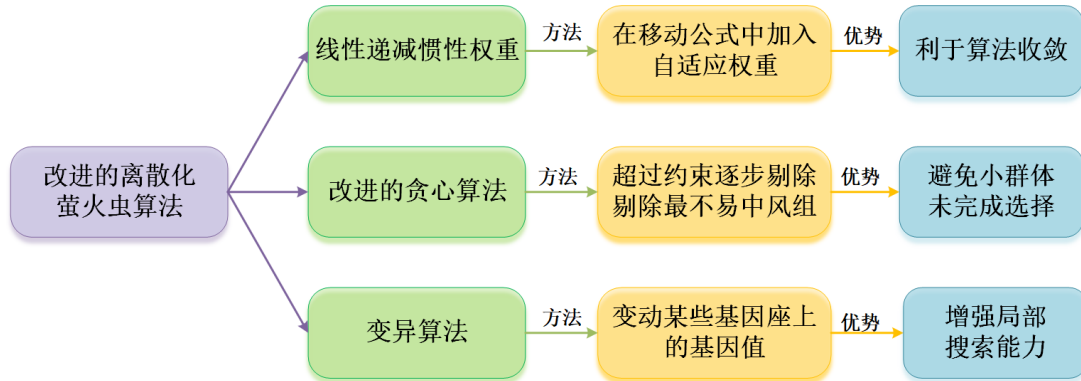 线性递减惯性权重
方法
在移动公式中加入
自适应权重
优势
利于算法收敛
改进的离散化
萤火虫算法
改进的贪心算法
方法
超过约束逐步剔除
剔除最不易中风组
优势
避免小群体
未完成选择
变异算法
方法
变动某些基因座上
的基因值
优势
增强局部
搜索能力